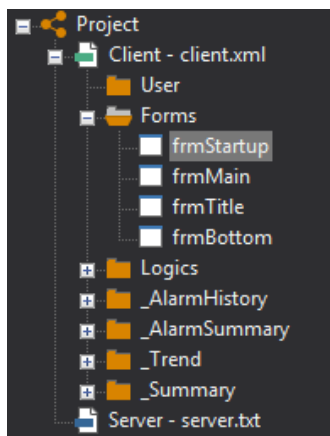 Project
Client - client.xml
User
Forms
frmStartup
frmMain
frmTitle
frmBottom
Logics
_AlarmHistory
_AlarmSummary
_Trend
_Summary
Server - server.txt